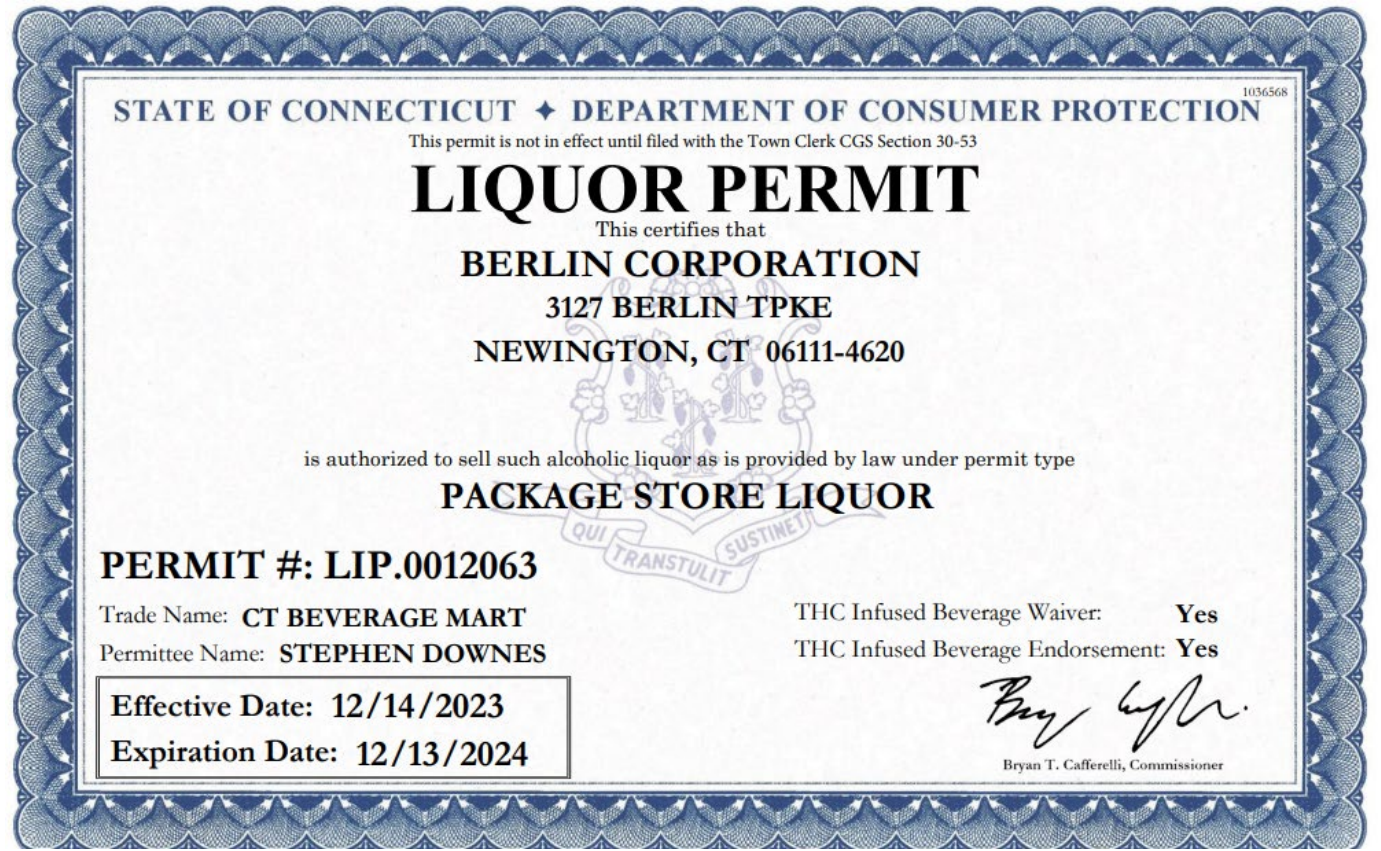 1036568
STATE OF CONNECTICUT ✦ DEPARTMENT OF CONSUMER PROTECTION
This permit is not in effect until filed with the Town Clerk CGS Section 30-53
LIQUOR PERMIT
This certifies that
BERLIN CORPORATION
3127 BERLIN TPKE
NEWINGTON, CT 06111-4620
is authorized to sell such alcoholic liquor as is provided by law under permit type
PACKAGE STORE LIQUOR
QUI TRANSTULIT SUSTINET
PERMIT #: LIP.0012063
Trade Name: CT BEVERAGE MART
Permittee Name: STEPHEN DOWNES
THC Infused Beverage Waiver: Yes
THC Infused Beverage Endorsement: Yes
Effective Date: 12/14/2023
Expiration Date: 12/13/2024
Bryan T. Cafferelli, Commissioner